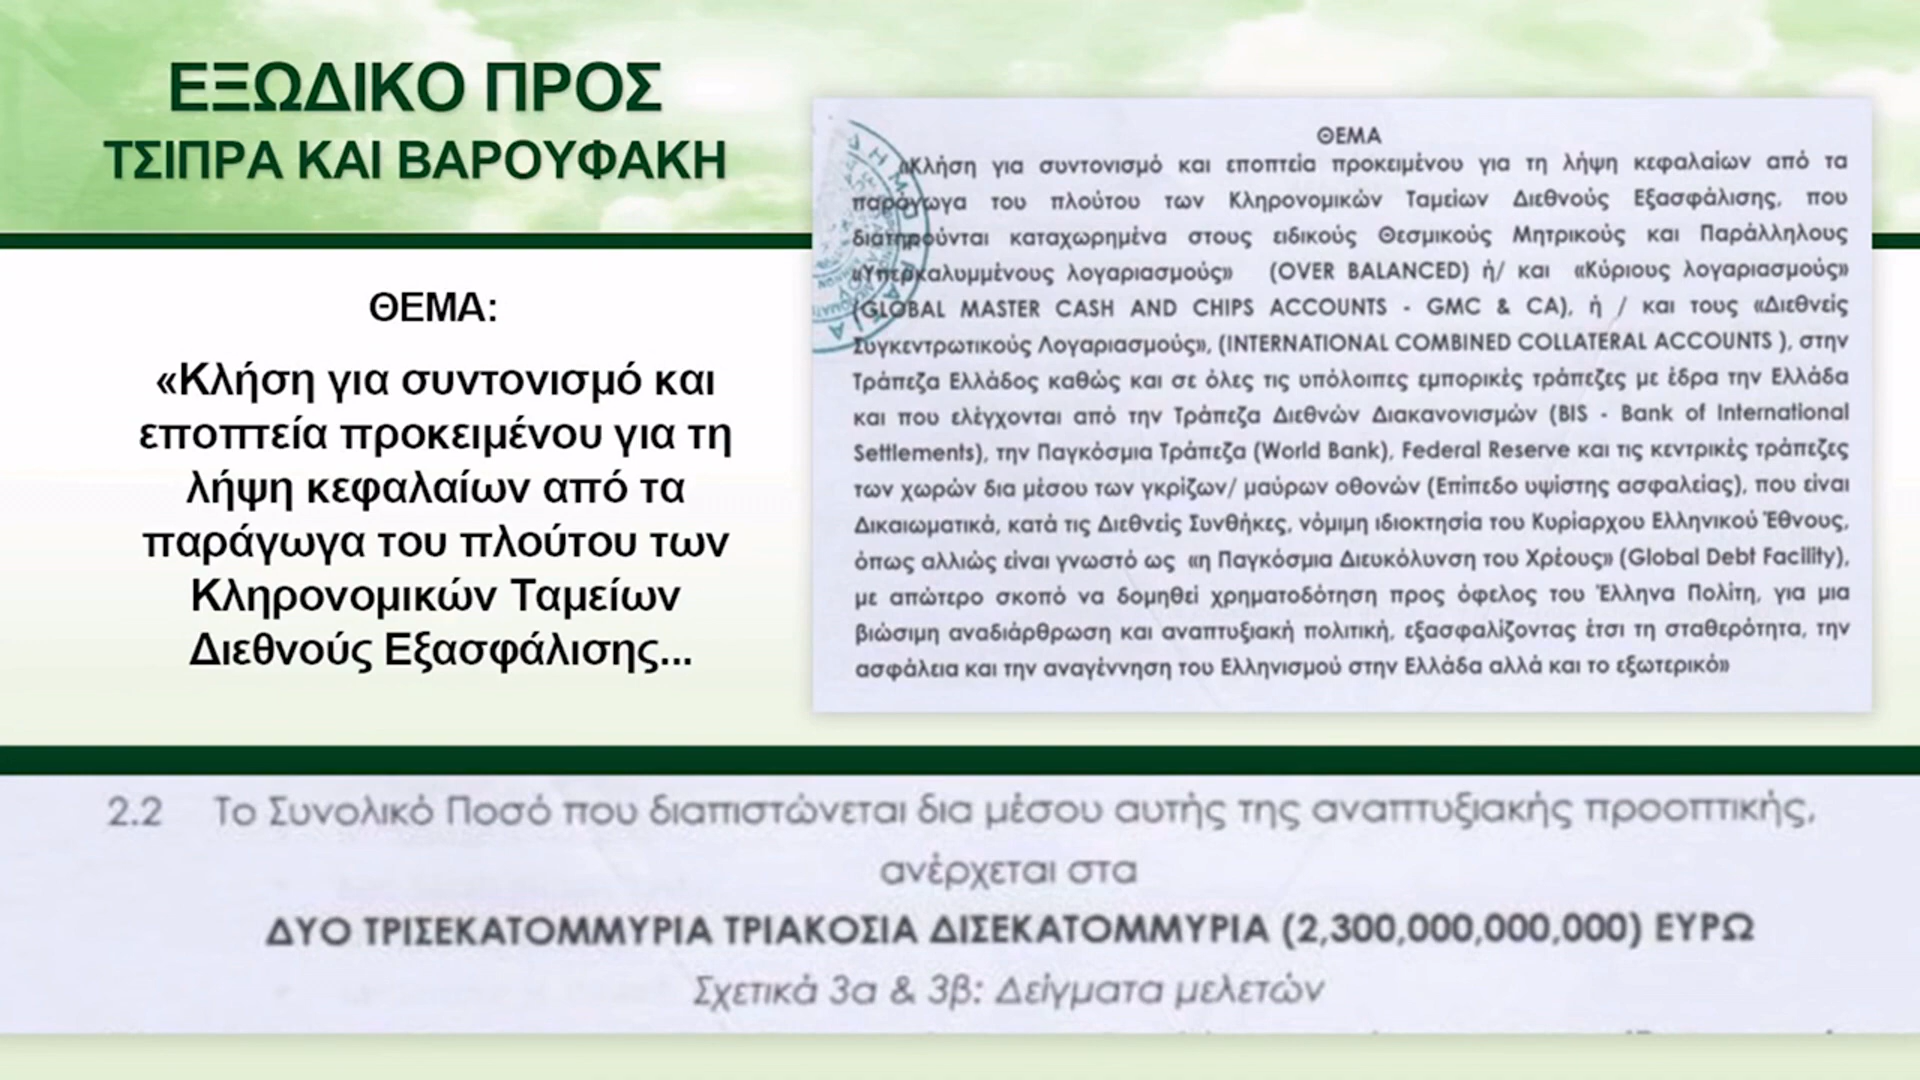 ΕΞΩΔΙΚΟ ΠΡΟΣ
ΤΣΙΠΡΑ ΚΑΙ ΒΑΡΟΥΦΑΚΗ
ΘΕΜΑ:
«Κλήση για συντονισμό και
εποπτεία προκειμένου για τη
λήψη κεφαλαίων από τα
παράγωγα του πλούτου των
Κληρονομικών Ταμείων
Διεθνούς Εξασφάλισης...
ΘΕΜΑ
«Κλήση για συντονισμό και εποπτεία προκειμένου για τη λήψη κεφαλαίων από τα
παράγωγα του πλούτου των Κληρονομικών Ταμείων Διεθνούς Εξασφάλισης, που
διατηρούνται καταχωρημένα στους ειδικούς Θεσμικούς Μητρικούς και Παράλληλους
«Υπερκαλυμμένους λογαριασμούς» (OVER BALANCED) ή/ και «Κύριους λογαριασμούς»
(GLOBAL MASTER CASH AND CHIPS ACCOUNTS - GMC & CA), ή / και τους «Διεθνείς
Συγκεντρωτικούς Λογαριασμούς», (INTERNATIONAL COMBINED COLLATERAL ACCOUNTS ), στην
Τράπεζα Ελλάδος καθώς και σε όλες τις υπόλοιπες εμπορικές τράπεζες με έδρα την Ελλάδα
και που ελέγχονται από την Τράπεζα Διεθνών Διακανονισμών (BIS - Bank of International
Settlements), την Παγκόσμια Τράπεζα (World Bank), Federal Reserve και τις κεντρικές τράπεζες
των χωρών δια μέσου των γκρίζων/ μαύρων οθονών (Επίπεδο υψίστης ασφαλείας), που είναι
Δικαιωματικά, κατά τις Διεθνείς Συνθήκες, νόμιμη ιδιοκτησία του Κυρίαρχου Ελληνικού Έθνους,
όπως αλλιώς είναι γνωστό ως «η Παγκόσμια Διευκόλυνση του Χρέους» (Global Debt Facility),
με απώτερο σκοπό να δομηθεί χρηματοδότηση προς όφελος του Έλληνα Πολίτη, για μια
βιώσιμη αναδιάρθρωση και αναπτυξιακή πολιτική, εξασφαλίζοντας έτσι τη σταθερότητα, την
ασφάλεια και την αναγέννηση του Ελληνισμού στην Ελλάδα αλλά και το εξωτερικό»
2.2 Το Συνολικό Ποσό που διαπιστώνεται δια μέσου αυτής της αναπτυξιακής προοπτικής,
ανέρχεται στα
ΔΥΟ ΤΡΙΣΕΚΑΤΟΜΜΥΡΙΑ ΤΡΙΑΚΟΣΙΑ ΔΙΣΕΚΑΤΟΜΜΥΡΙΑ (2,300,000,000,000) ΕΥΡΩ
Σχετικά 3α & 3β: Δείγματα μελετών